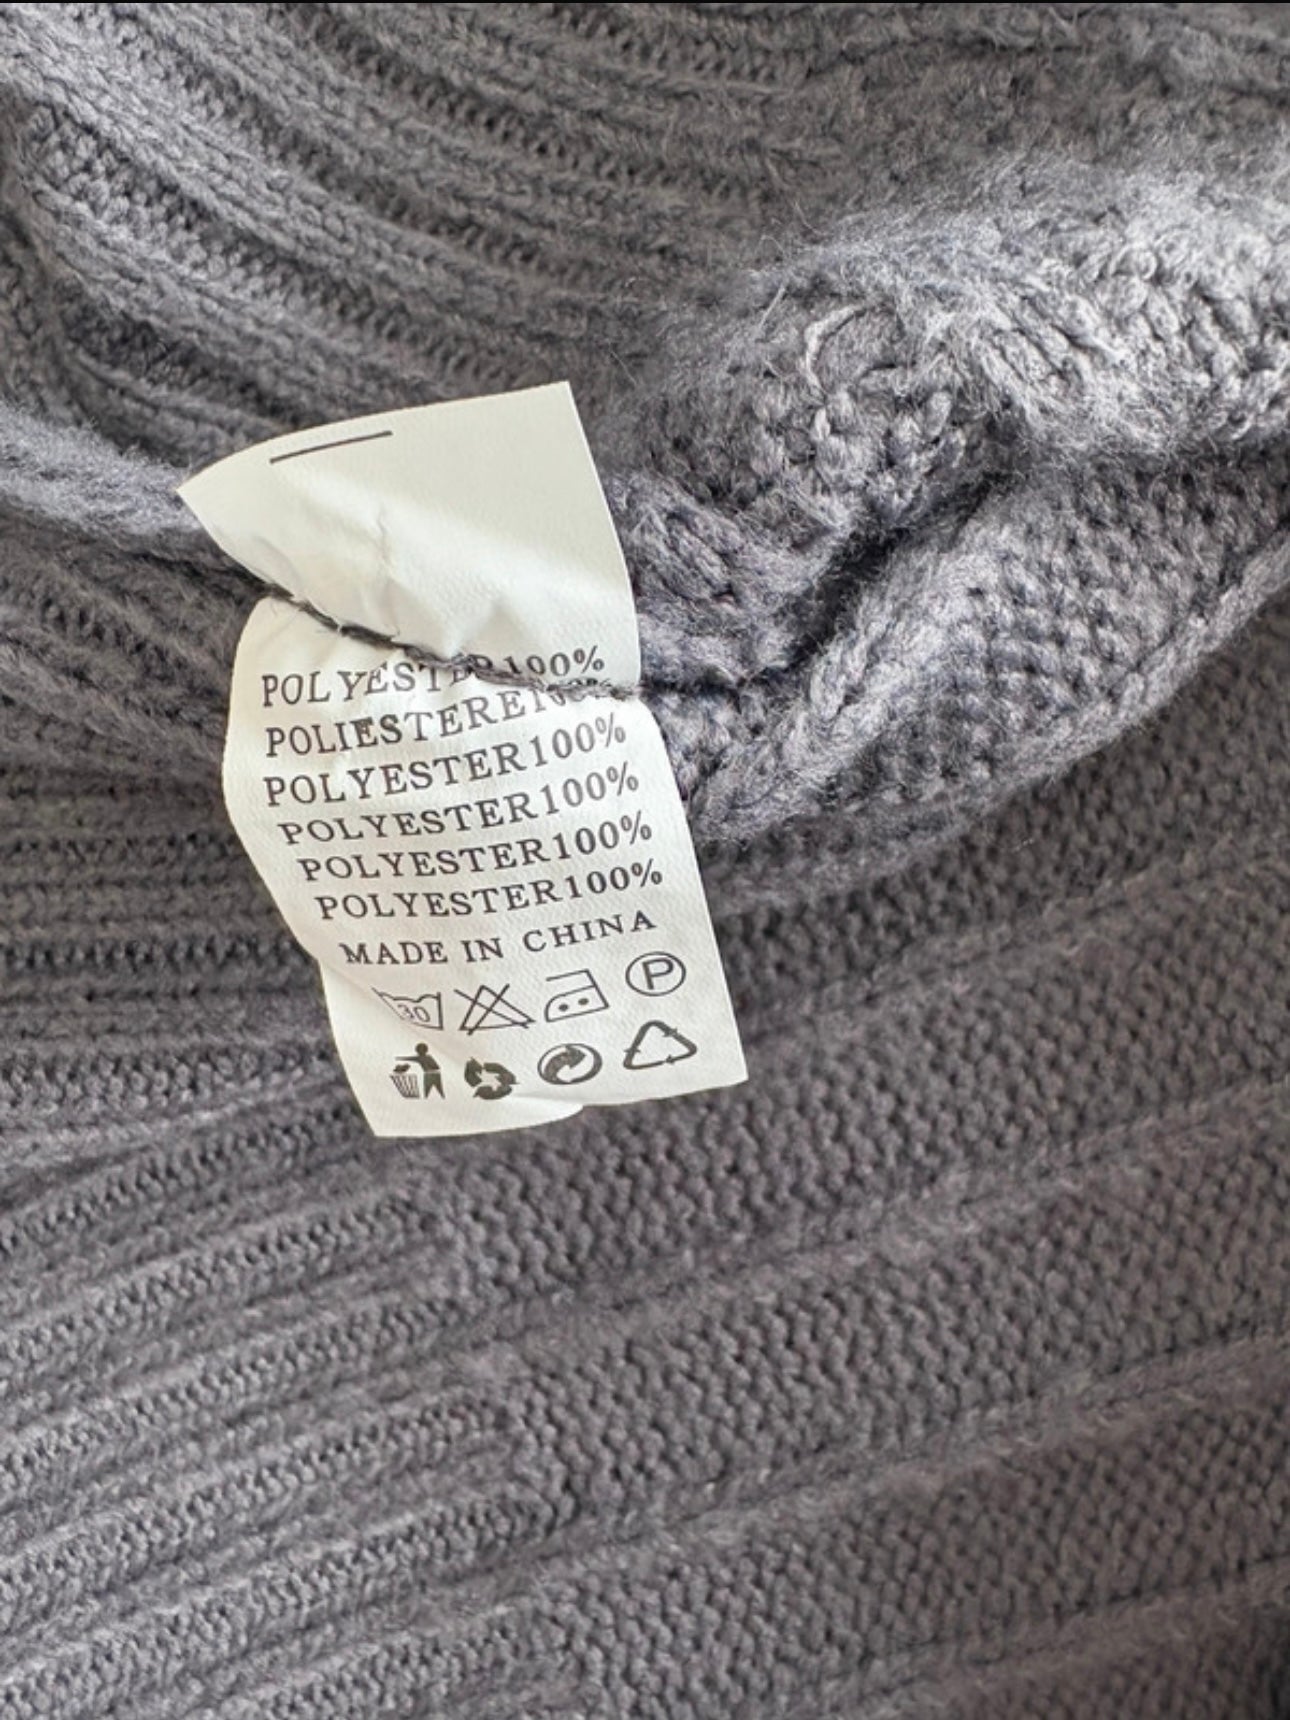 POLYESTER100%
POLIESTERE100%
POLYESTER100%
POLYESTER100%
POLYESTER100%
POLYESTER100%
MADE IN CHINA
30
P